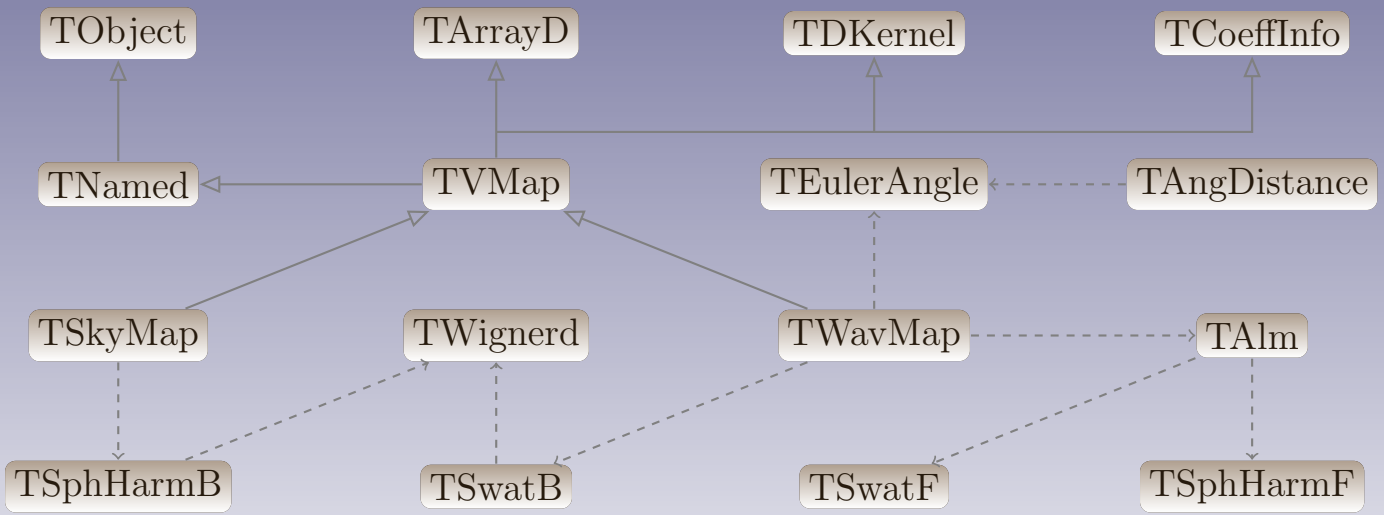 TObject
TArrayD
TDKernel
TCoeffInfo
TNamed
TVMap
TEulerAngle
TAngDistance
TSkyMap
TWignerd
TWavMap
TAlm
TSphHarmB
TSwatB
TSwatF
TSphHarmF